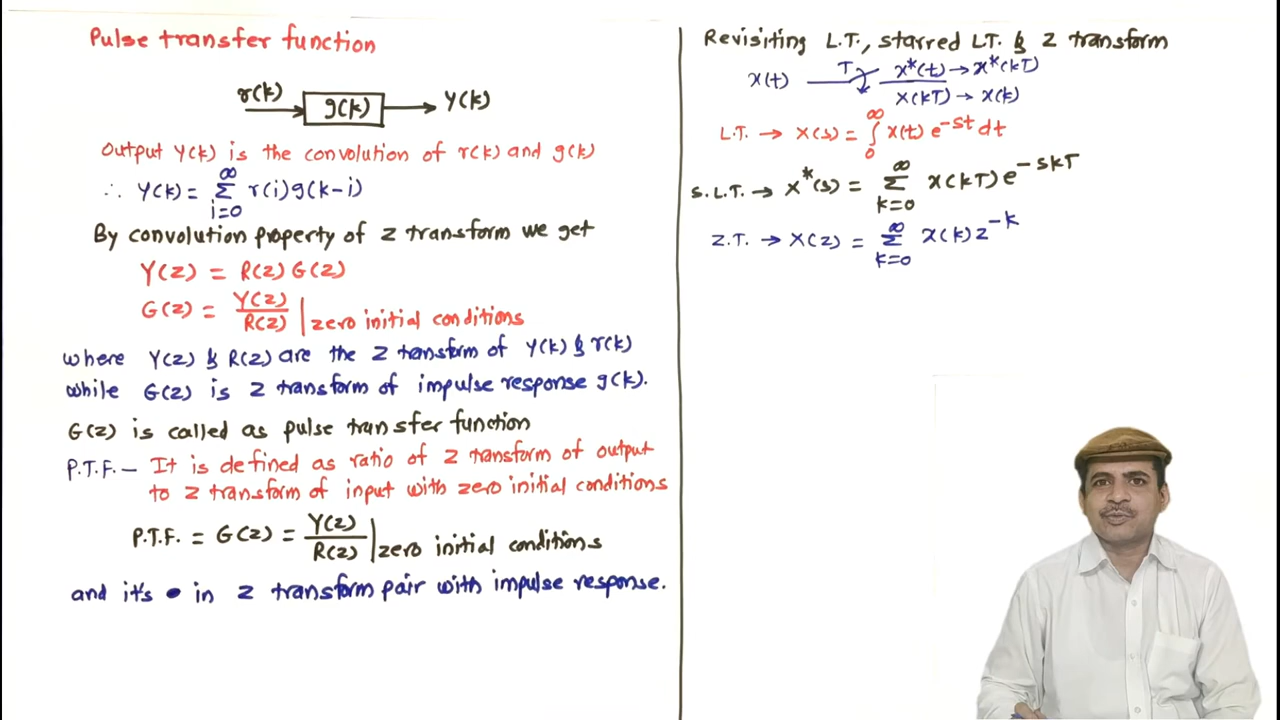 Pulse transfer function
r(k) g(k) Y(k)
Output Y(k) is the convolution of r(k) and g(k)
∴ Y(k) = ∞ Σ i=0 r(i)g(k-i)
By convolution property of Z transform we get
Y(z) = R(z) G(z)
G(z) = Y(z)/R(z) | zero initial conditions
where Y(z) & R(z) are the Z transform of Y(k) & r(k)
while G(z) is Z transform of impulse response g(k).
G(z) is called as pulse transfer function
P.T.F. – It is defined as ratio of Z transform of output
to Z transform of input with zero initial conditions
P.T.F. = G(z) = Y(z)/R(z) | zero initial conditions
and it's in Z transform pair with impulse response.
Revisiting L.T., starred L.T. & Z transform
x(t) T x*(t) → x*(kT)
x(kT) → x(k)
L.T. → X(s) = ∞ ∫ 0 x(t) e^-st dt
S.L.T. → X*(s) = ∞ Σ k=0 x(kT) e^-skT
Z.T. → X(z) = ∞ Σ k=0 x(k) z^-k